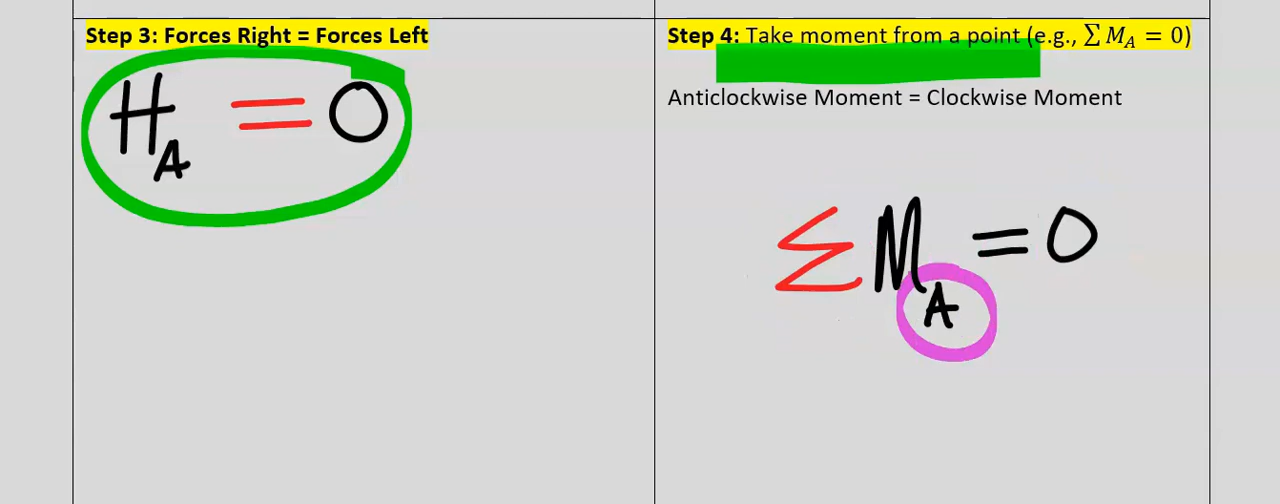 Step 3: Forces Right = Forces Left
H_A = 0
Step 4: Take moment from a point (e.g., ∑ M_A = 0)
Anticlockwise Moment = Clockwise Moment
∑ M_A = 0